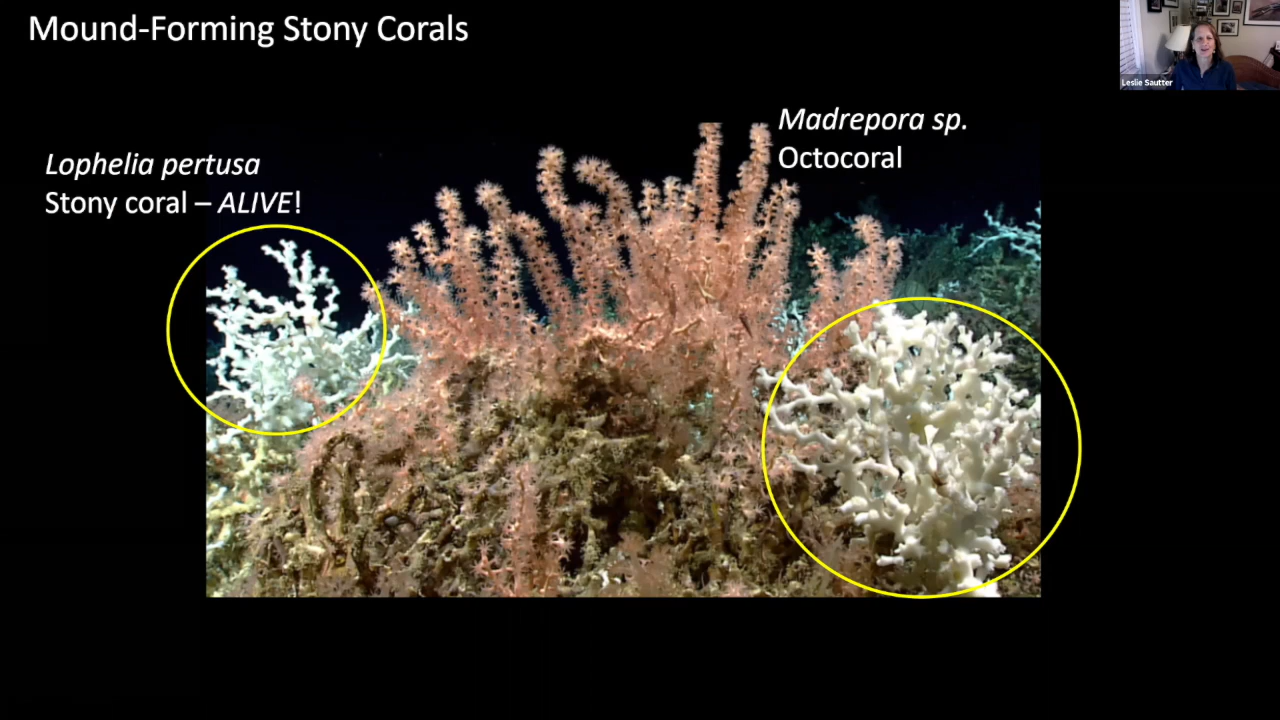 Mound-Forming Stony Corals
Leslie Sautter
Madrepora sp.
Octocoral
Lophelia pertusa
Stony coral – ALIVE!